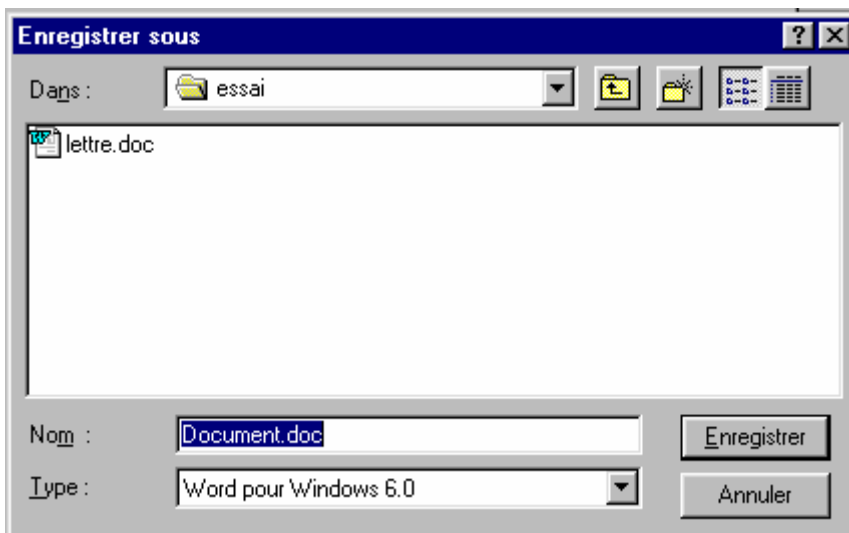 Enregistrer sous
Dans :
essai
lettre.doc
Nom :
Document.doc
Enregistrer
Type :
Word pour Windows 6.0
Annuler